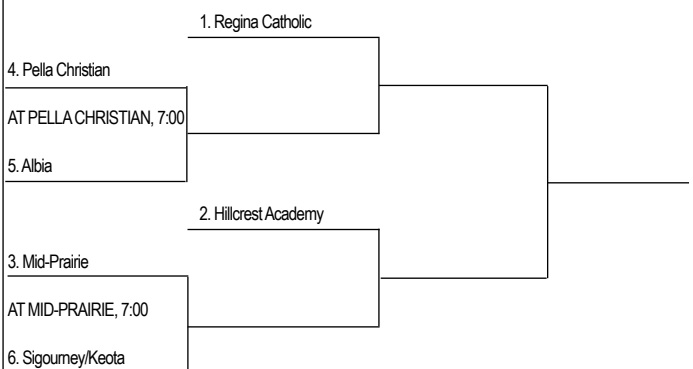 1. Regina Catholic
4. Pella Christian
AT PELLA CHRISTIAN, 7:00
5. Albia
2. Hillcrest Academy
3. Mid-Prairie
AT MID-PRAIRIE, 7:00
6. Sigourney/Keota